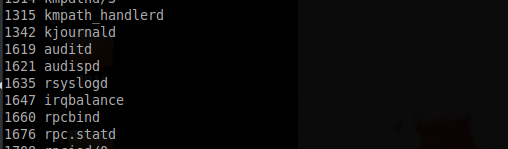 1315 kmpath_handlerd
1342 kjournald
1619 auditd
1621 audispd
1635 rsyslogd
1647 irqbalance
1660 rpcbind
1676 rpc.statd